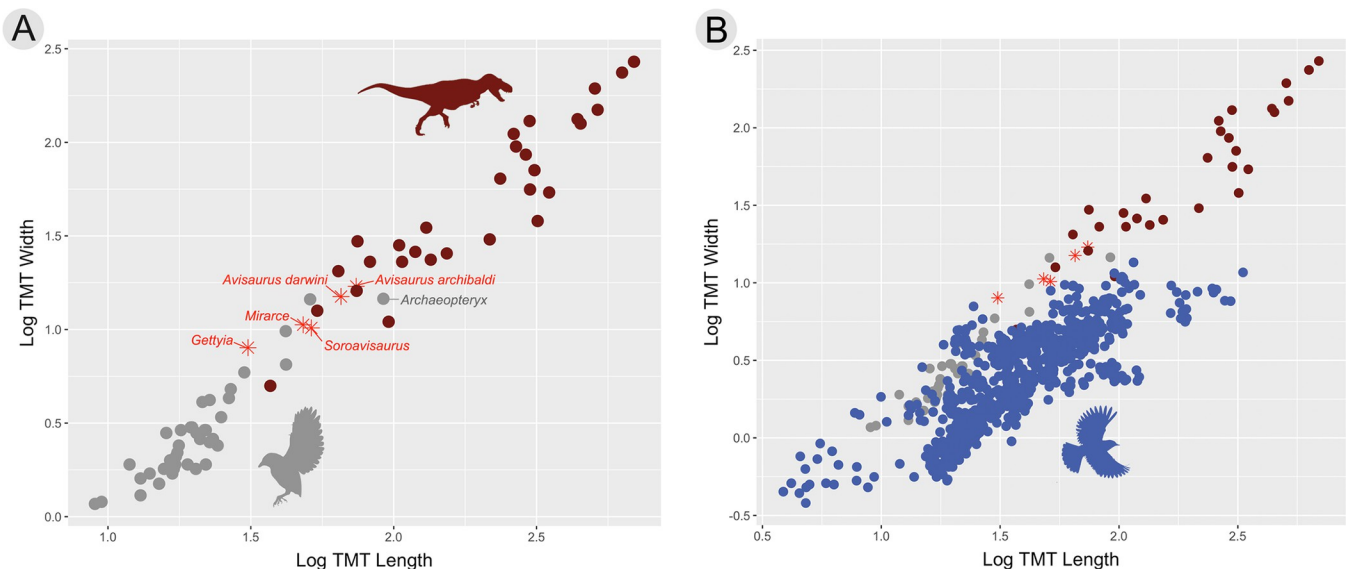 A
2.5
2.0
1.5
1.0
0.5
0.0
Log TMT Width
Avisaurus darwini
Avisaurus archibaldi
Archaeopteryx
Mirarce
Soroavisaurus
Gettyia
1.0
1.5
2.0
2.5
Log TMT Length
B
2.5
2.0
1.5
1.0
0.5
0.0
-0.5
Log TMT Width
0.5
1.0
1.5
2.0
2.5
Log TMT Length